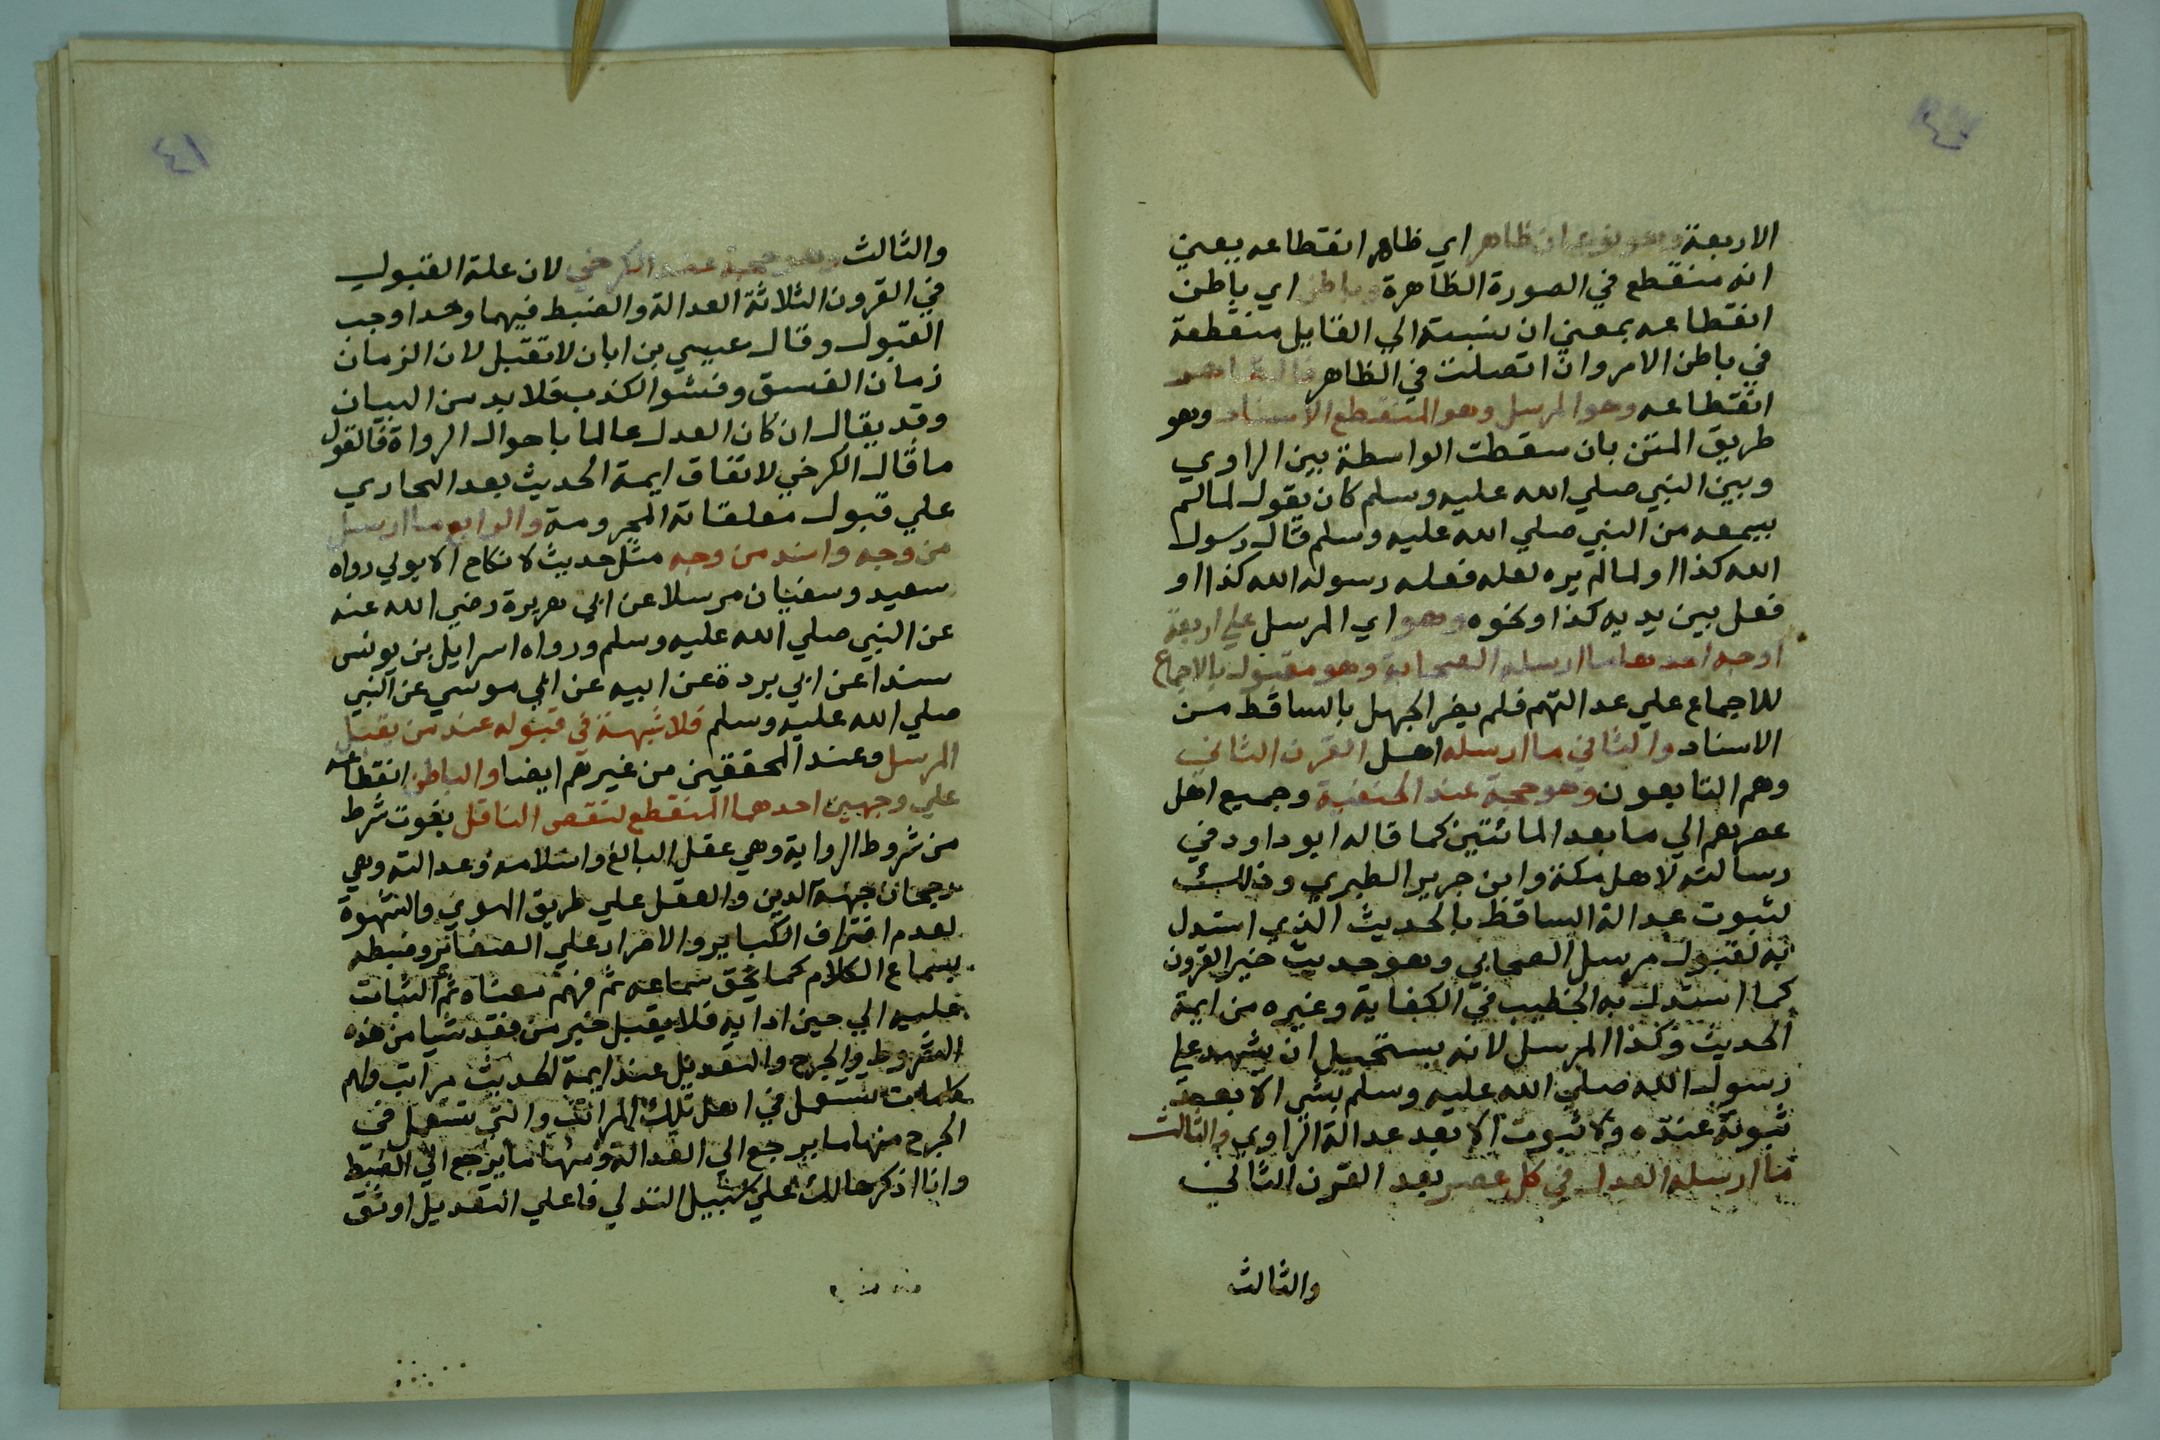 الاربعة وهو نوعان ظاهر اي ظاهر انقطاعه بمعني
انه منقطع في الصورة الظاهرة وباطن اي باطن
انقطاعه بمعني ان نسبته الي القايل منقطعة
في باطن الامر وان اتصلت في الظاهر فالظاهر
انقطاعه وهو المرسل وهو المنقطع الاسناد وهو
طريق المتن بان سقطت الواسطة بين الراوي
وبين النبي صلي الله عليه وسلم كان يقول لما لم
يسمعه من النبي صلي الله عليه وسلم قال رسول
الله كذا او لما لم يره لعله فعله رسوله الله كذا او
فعل بين يديه كذا ونحوه وهو اي المرسل علي اربعة
اوجه احدها ما ارسله الصحابة وهو مقبول بالاجماع
للاجماع علي عدالتهم فلم يضر الجهل بالساقط من
الاسناد والثاني ما ارسله اهل القرن الثاني
وهم التابعون وهو حجة عند الحنفية وجميع اهل
عصرهم الي ما بعد المائتين كما قاله ابو داود في
رسالته لاهل مكة وابن جرير الطبري وذلك
لثبوت عدالة الساقط بالحديث الذي استدل
به لقبول مرسل الصحابي وهو حديث خير القرون
كما استدل به الخطيب في الكفاية وغيره من ايمة
الحديث وكذا المرسل لانه يستحيل ان يشهد علي
رسول الله صلي الله عليه وسلم بشي الا بعد
ثبوته عنده ولا ثبوت الا بعد عدالة الراوي والثالث
ما ارسله العدل في كل عصر بعد القرن الثاني
والثالث
٤١
والثالث وهو حجة عند الكرخي لان علة القبول
في القرون الثلاثة العدالة والضبط فيهما وجدا وجب
القبول وقال عيسي بن ابان لا تقبل لان الزمان
زمان الفسق وفشو الكذب فلا بد من البيان
وقد يقال ان كان العدل عالما باحوال الرواة فالقول
ما قال الكرخي لاتفاق ايمة الحديث بعد البخاري
علي قبول معلقاته المجزومة والرابع ما ارسل
من وجه واسند من وجه مثل حديث لا نكاح الا بولي رواه
سعيد وسفيان مرسلا عن ابي هريرة رضي الله عنه
عن النبي صلي الله عليه وسلم ورواه اسرايل بن يونس
سندا عن ابي بردة عن ابيه عن ابي موسي عن النبي
صلي الله عليه وسلم فلا شبهة في قبوله عند من يقبل
المرسل وعند المحققين من غيرهم ايضا والباطن انقطاعه
علي وجهين احدهما المنقطع لنقص الناقل بفوت شرط
من شروط الرواية وهي عقل البالغ واسلامه وعدالته وهي
رجحان جهة الدين والعقل علي طريق الهوي والشهوة
لعدم اقتراف الكباير والاصرار علي الصغائر وضبطه
بسماع الكلام كما يحق سماعه ثم فهم معناه ثم الثبات
عليه الي حين ادايه فلا يقبل خبر من فقد شيا من هذه
الشروط والجرح والتعديل عند ايمة الحديث مراتب ولهم
كلمات تستعمل في اهل تلك المراتب والتي تستعمل في
الجرح منها ما يرجع الي العدالة ومنها ما يرجع الي الضبط
وانا اذكرها لك علي سبيل التدلي فاعلي التعديل اوثق